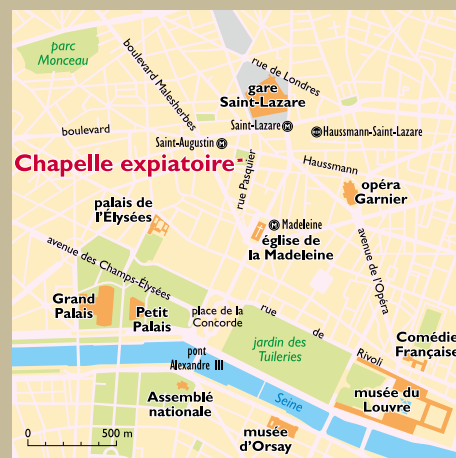 parc
Monceau
boulevard Malesherbes
rue de Londres
gare
Saint-Lazare
boulevard
Saint-Augustin M
Saint-Lazare M
Haussmann-Saint-Lazare
Chapelle expiatoire
Haussmann
rue Pasquier
palais de
l'Élysées
opéra
Garnier
M Madeleine
église de
la Madeleine
avenue des Champs-Élysées
avenue de l'Opéra
Grand
Palais
Petit
Palais
place de la
Concorde
rue de Rivoli
jardin des
Tuileries
Comédie
Française
pont
Alexandre III
Assemblé
nationale
Seine
musée du
Louvre
musée
d'Orsay
0 500 m